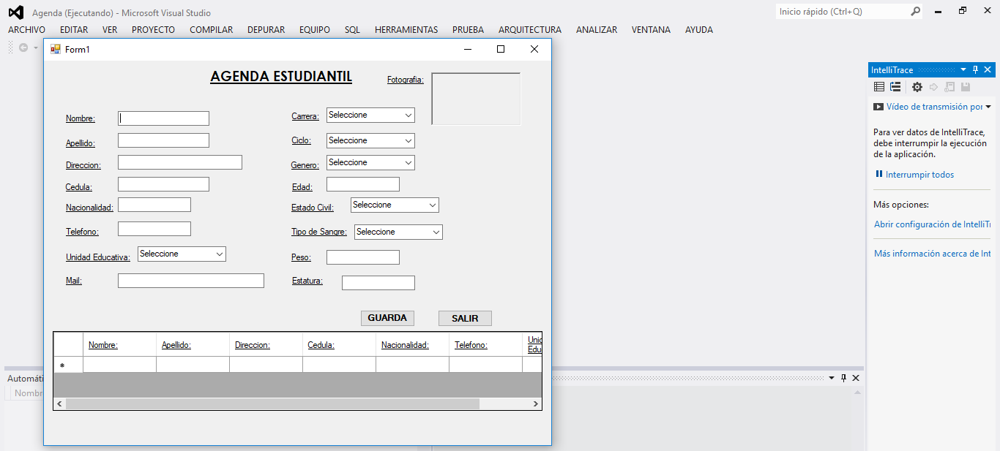 Agenda (Ejecutando) - Microsoft Visual Studio
Inicio rápido (Ctrl+Q)
ARCHIVO EDITAR VER PROYECTO COMPILAR DEPURAR EQUIPO SQL HERRAMIENTAS PRUEBA ARQUITECTURA ANALIZAR VENTANA AYUDA
Form1
AGENDA ESTUDIANTIL
Fotografia:
Nombre:
Apellido:
Direccion:
Cedula:
Nacionalidad:
Telefono:
Unidad Educativa: Seleccione
Mail:
Carrera: Seleccione
Ciclo: Seleccione
Genero: Seleccione
Edad:
Estado Civil: Seleccione
Tipo de Sangre: Seleccione
Peso:
Estatura:
GUARDA SALIR
Nombre: Apellido: Direccion: Cedula: Nacionalidad: Telefono: Unid
Edu
*
Automáti
Nombr
IntelliTrace
Vídeo de transmisión por
Para ver datos de IntelliTrace,
debe interrumpir la ejecución
de la aplicación.
Interrumpir todos
Más opciones:
Abrir configuración de IntelliTr
Más información acerca de Int